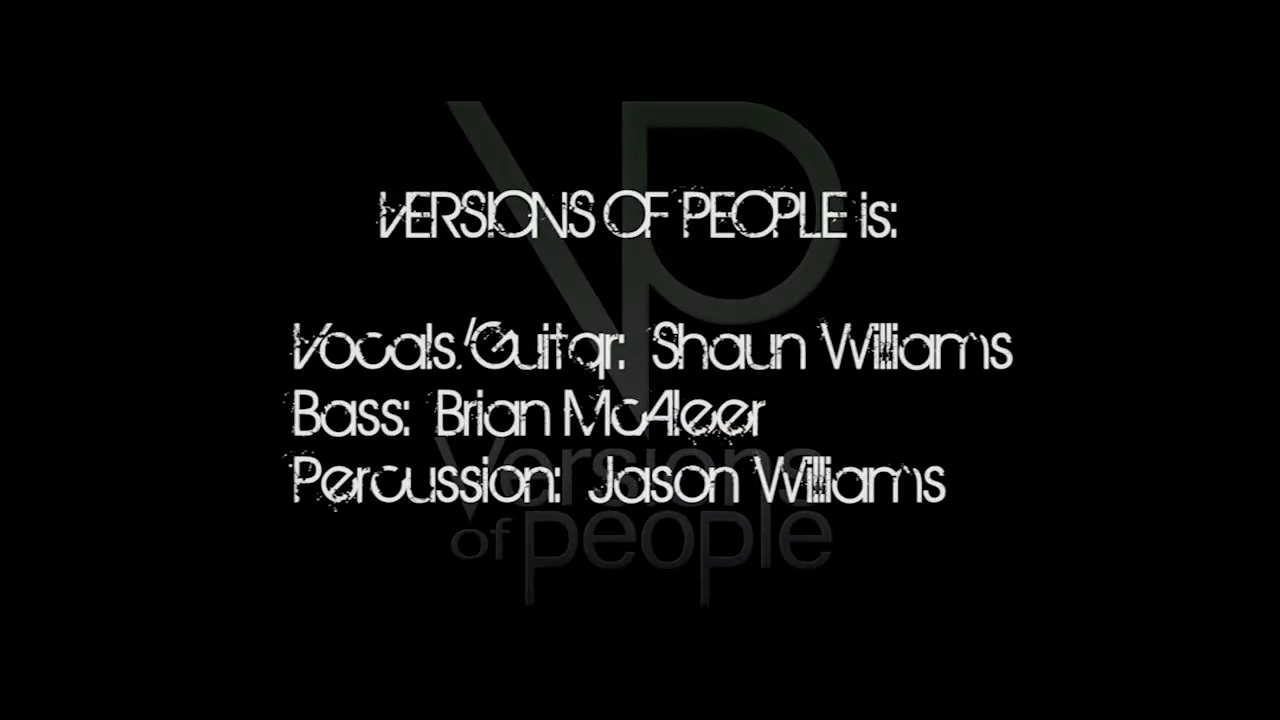 VERSIONS OF PEOPLE is:
Vocals/Guitar: Shaun Williams
Bass: Brian McAleer
Percussion: Jason Williams
VP
versions
of people